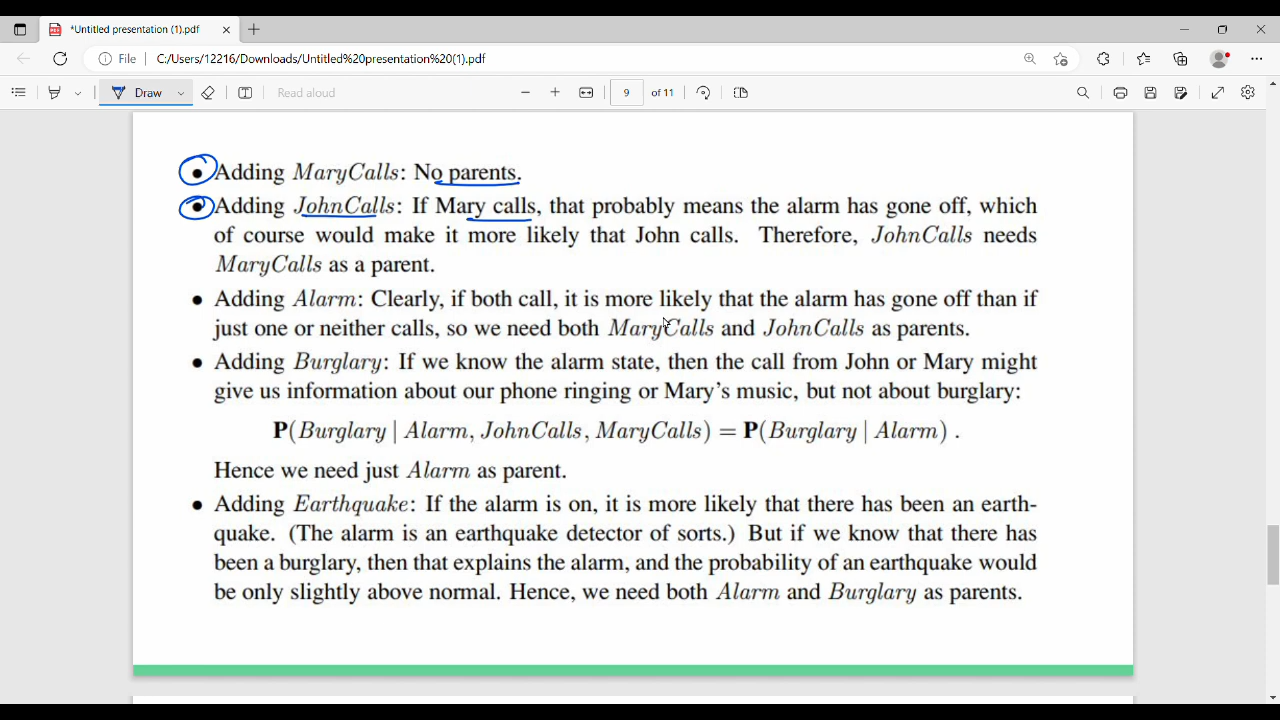 *Untitled presentation (1).pdf
File C:/Users/12216/Downloads/Untitled%20presentation%20(1).pdf
Draw Read aloud 9 of 11
Adding MaryCalls: No parents.
Adding JohnCalls: If Mary calls, that probably means the alarm has gone off, which
of course would make it more likely that John calls. Therefore, JohnCalls needs
MaryCalls as a parent.
Adding Alarm: Clearly, if both call, it is more likely that the alarm has gone off than if
just one or neither calls, so we need both MaryCalls and JohnCalls as parents.
Adding Burglary: If we know the alarm state, then the call from John or Mary might
give us information about our phone ringing or Mary's music, but not about burglary:
P(Burglary | Alarm, JohnCalls, MaryCalls) = P(Burglary | Alarm) .
Hence we need just Alarm as parent.
Adding Earthquake: If the alarm is on, it is more likely that there has been an earth-
quake. (The alarm is an earthquake detector of sorts.) But if we know that there has
been a burglary, then that explains the alarm, and the probability of an earthquake would
be only slightly above normal. Hence, we need both Alarm and Burglary as parents.